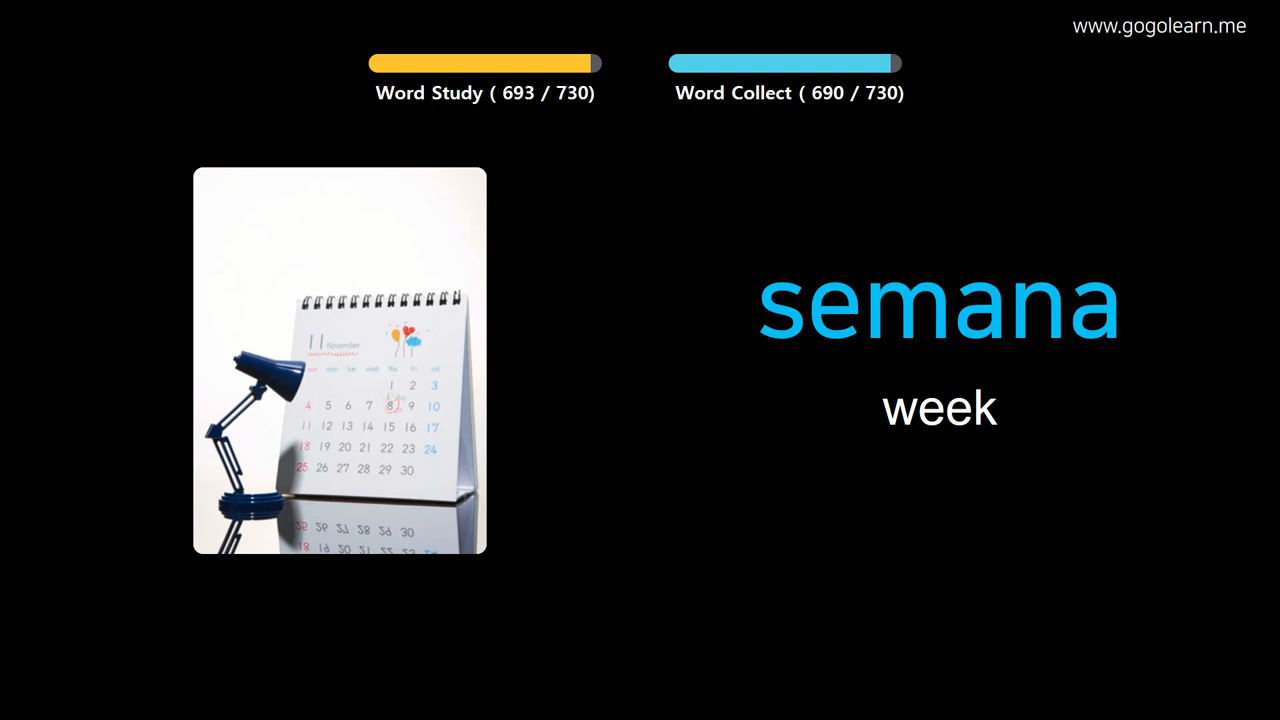 www.gogolearn.me
Word Study ( 693 / 730)
Word Collect ( 690 / 730)
semana
week
11 November
sun mon tue wed thu fri sat
1 2 3
4 5 6 7 8 9 10
11 12 13 14 15 16 17
18 19 20 21 22 23 24
25 26 27 28 29 30